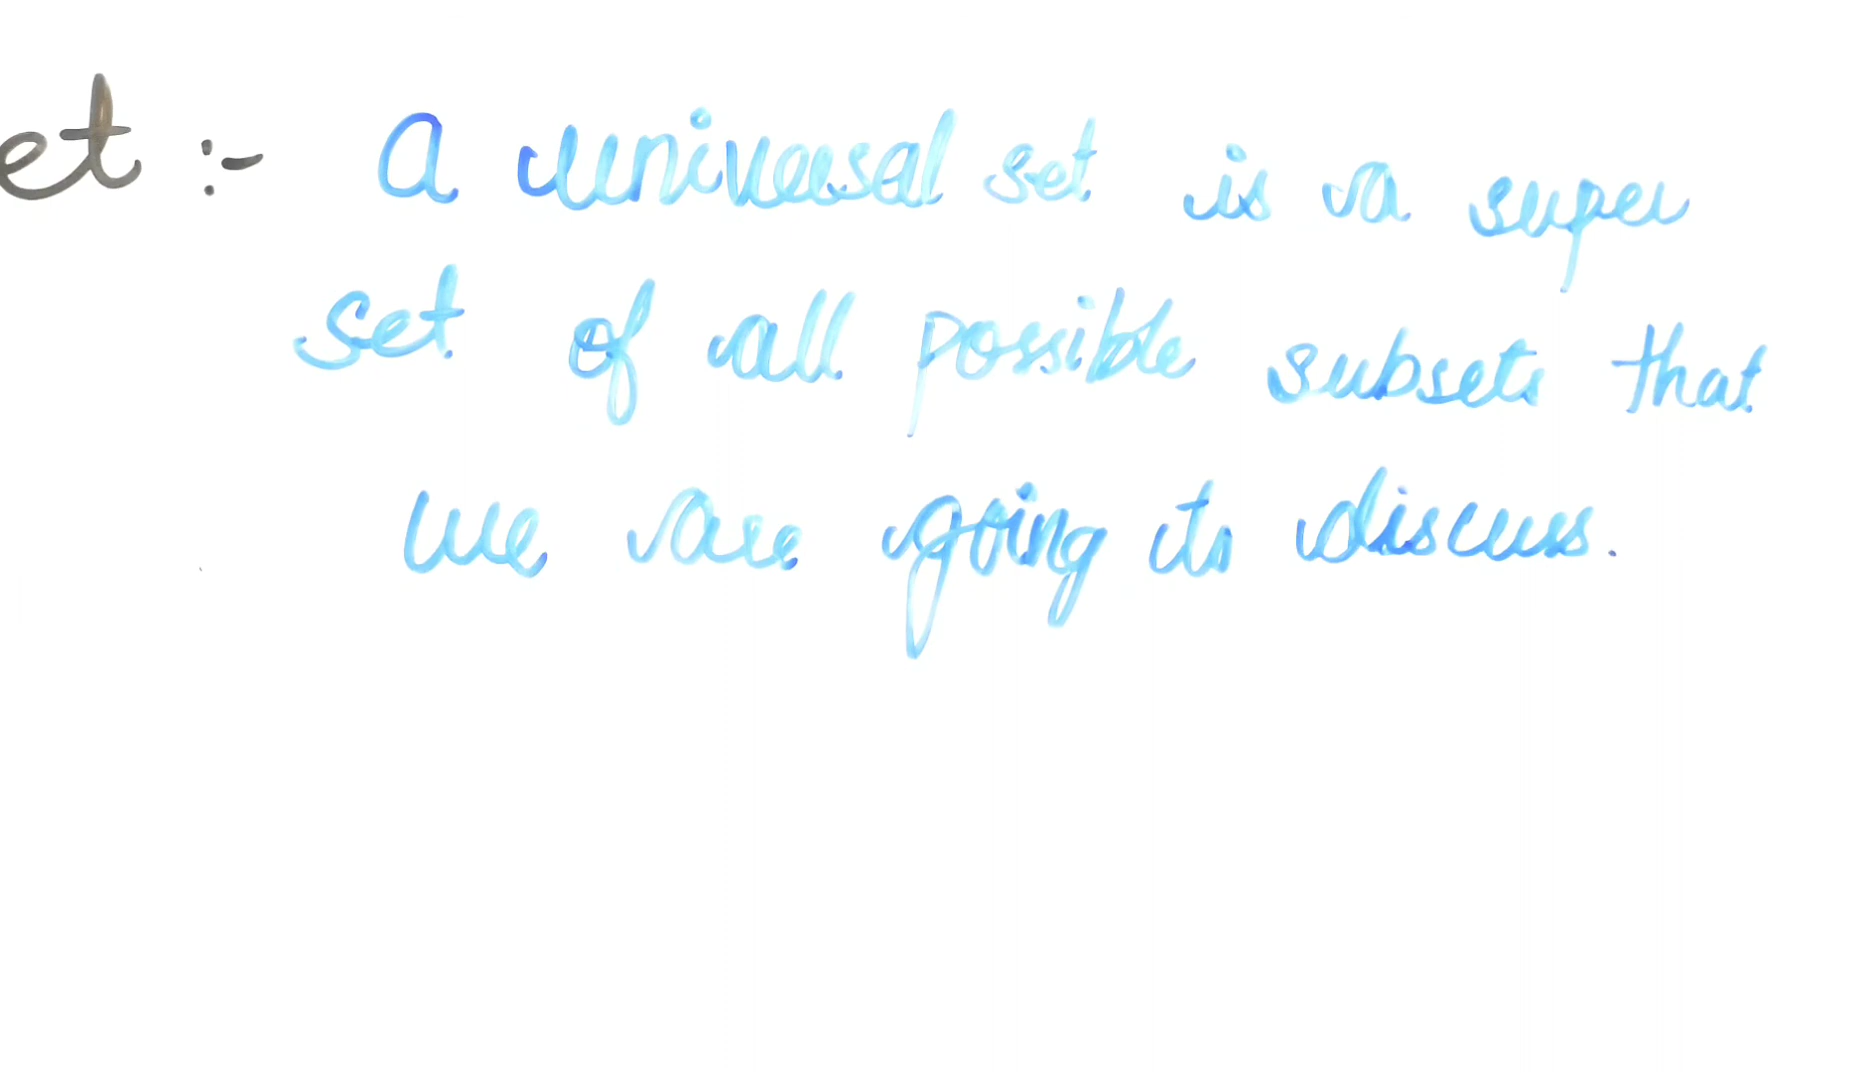 et :- A universal set is a super
set of all possible subsets that
we are going to discuss.